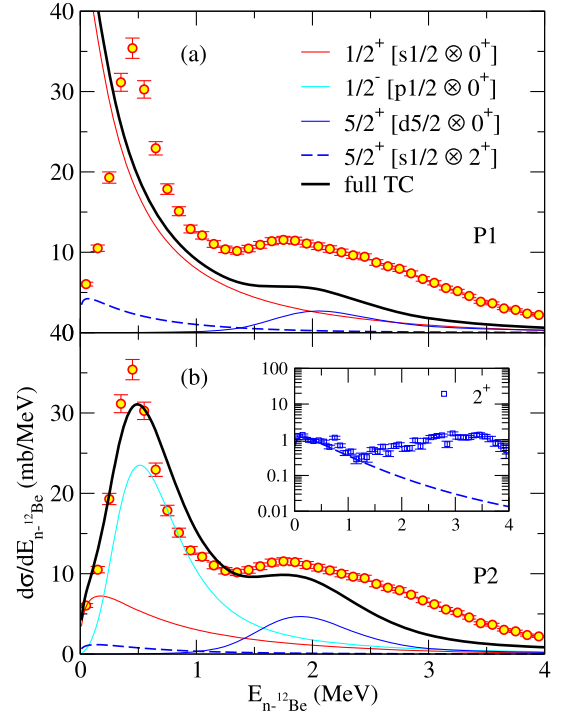 40
(a)
1/2⁺ [s1/2 ⊗ 0⁺]
1/2⁻ [p1/2 ⊗ 0⁺]
5/2⁺ [d5/2 ⊗ 0⁺]
5/2⁺ [s1/2 ⊗ 2⁺]
full TC
30
20
10
P1
40
(b)
30
20
10
0
100
10
1
0.1
0.01
2⁺
0 1 2 3 4
P2
0 1 2 3 4
dσ/dE_{n-¹²Be} (mb/MeV)
E_{n-¹²Be} (MeV)